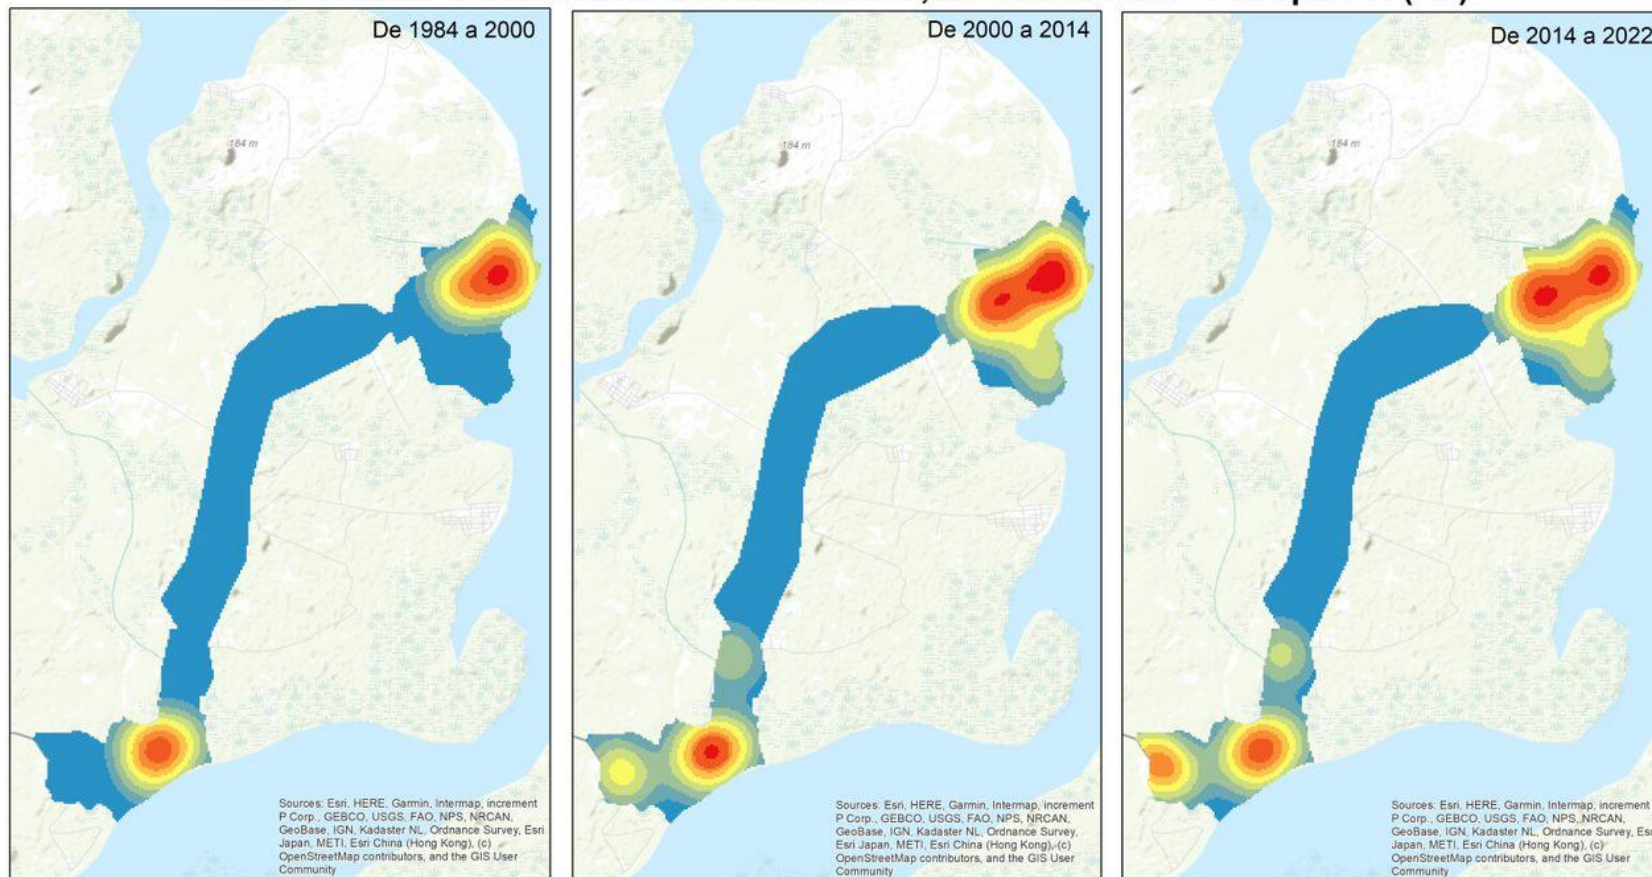 De 1984 a 2000
De 2000 a 2014
De 2014 a 2022
184 m
184 m
184 m
Sources: Esri, HERE, Garmin, Intermap, increment
P Corp., GEBCO, USGS, FAO, NPS, NRCAN,
GeoBase, IGN, Kadaster NL, Ordnance Survey, Esri
Japan, METI, Esri China (Hong Kong), (c)
OpenStreetMap contributors, and the GIS User
Community
Sources: Esri, HERE, Garmin, Intermap, increment
P Corp., GEBCO, USGS, FAO, NPS, NRCAN,
GeoBase, IGN, Kadaster NL, Ordnance Survey,
Esri Japan, METI, Esri China (Hong Kong), (c)
OpenStreetMap contributors, and the GIS User
Community
Sources: Esri, HERE, Garmin, Intermap, increment
P Corp., GEBCO, USGS, FAO, NPS, NRCAN,
GeoBase, IGN, Kadaster NL, Ordnance Survey, Esri
Japan, METI, Esri China (Hong Kong), (c)
OpenStreetMap contributors, and the GIS User
Community